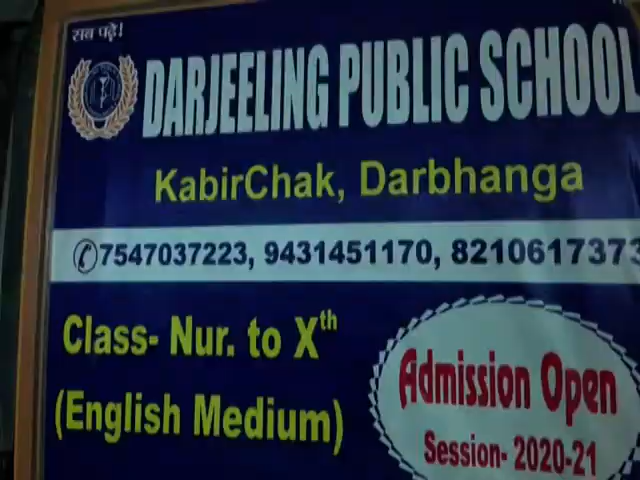 सब पढ़ें!
DARJEELING PUBLIC SCHOOL
KabirChak, Darbhanga
✆7547037223, 9431451170, 8210617373
Class- Nur. to Xth
(English Medium)
Admission Open
Session- 2020-21